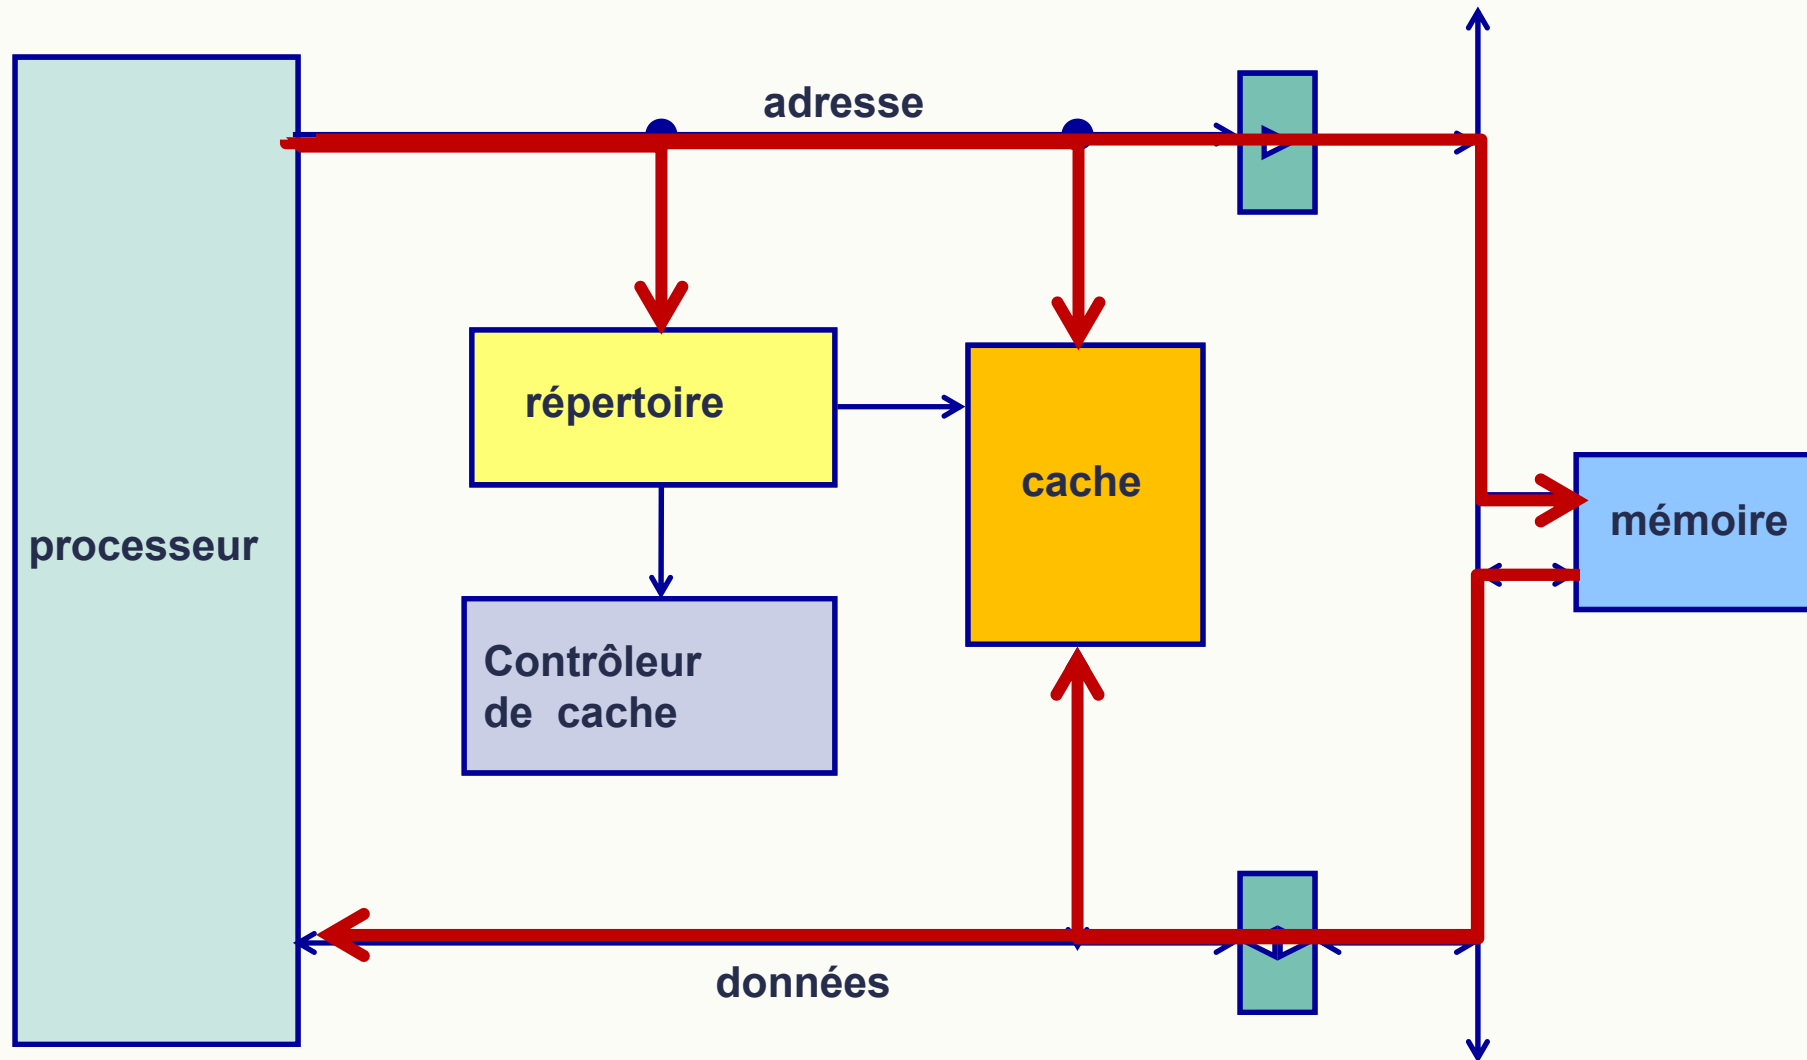 adresse
répertoire
cache
mémoire
processeur
Contrôleur
de cache
données